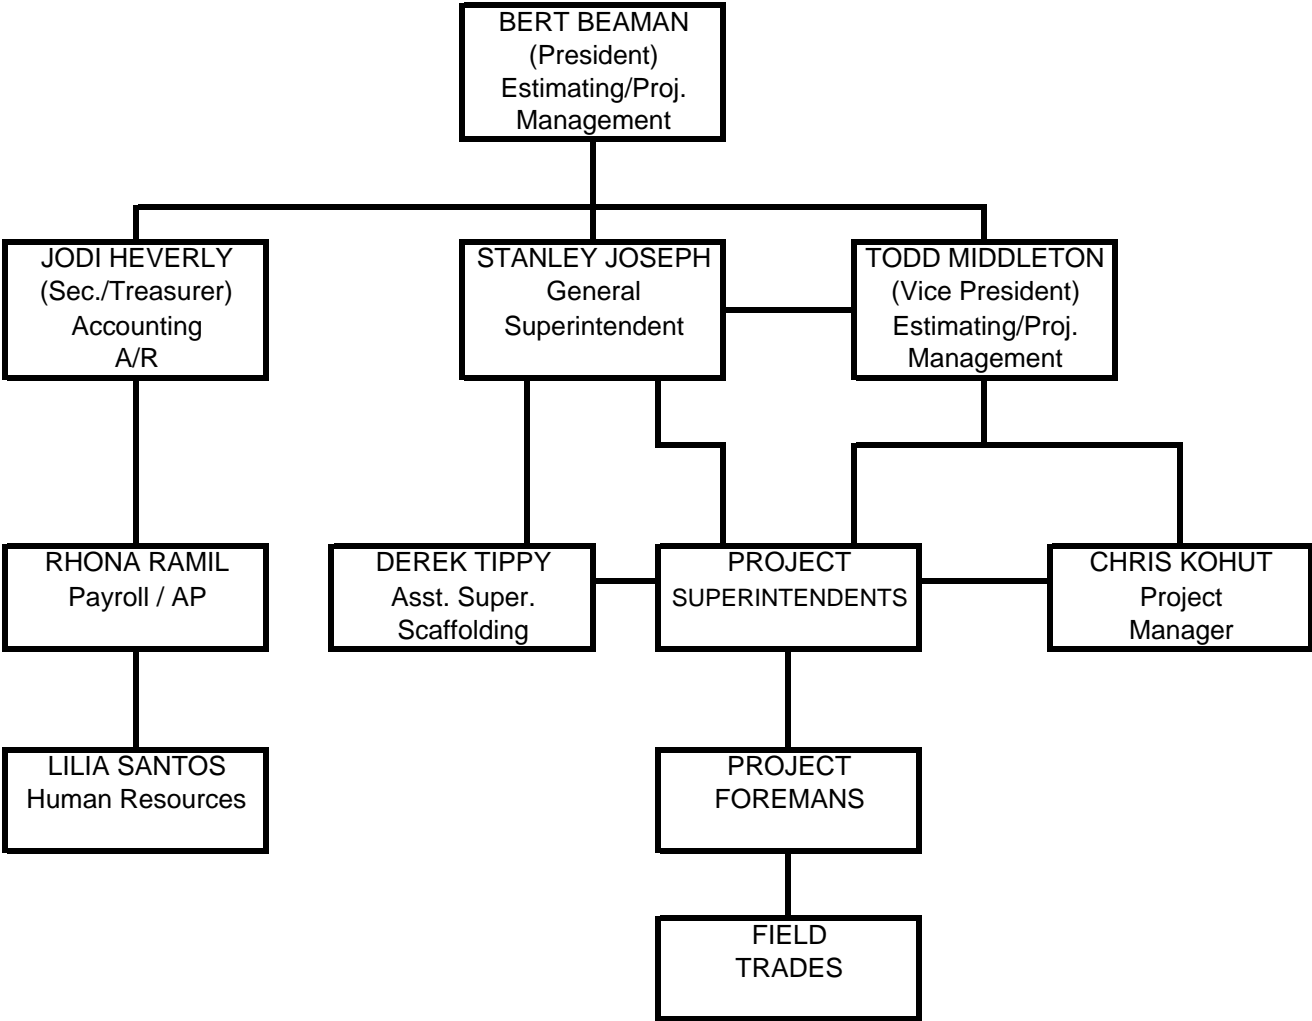 BERT BEAMAN
(President)
Estimating/Proj.
Management
JODI HEVERLY
(Sec./Treasurer)
Accounting
A/R
STANLEY JOSEPH
General
Superintendent
TODD MIDDLETON
(Vice President)
Estimating/Proj.
Management
RHONA RAMIL
Payroll / AP
DEREK TIPPY
Asst. Super.
Scaffolding
PROJECT
SUPERINTENDENTS
CHRIS KOHUT
Project
Manager
LILIA SANTOS
Human Resources
PROJECT
FOREMANS
FIELD
TRADES